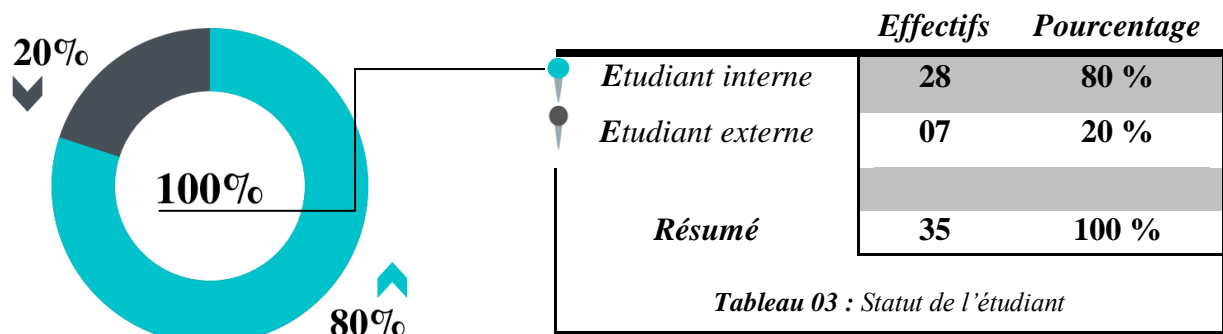 20%
100%
80%
Effectifs Pourcentage
Etudiant interne 28 80 %
Etudiant externe 07 20 %
Résumé 35 100 %
Tableau 03 : Statut de l’étudiant